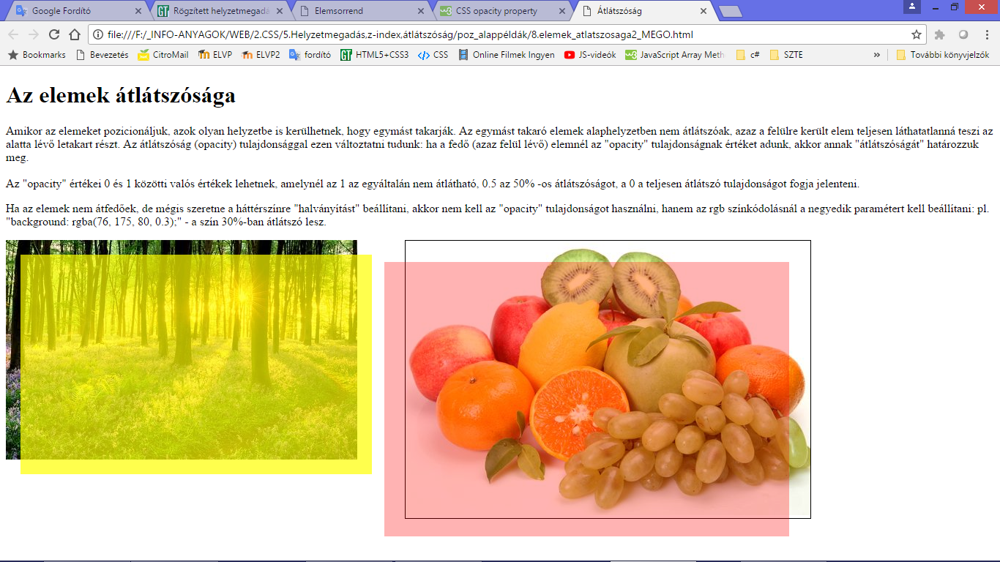 Google Fordító
Rögzített helyzetmegadá
Elemsorrend
CSS opacity property
Átlátszóság
file:///F:/_INFO-ANYAGOK/WEB/2.CSS/5.Helyzetmegadás,z-index,átlátszóság/poz_alappéldák/8.elemek_atlatszosaga2_MEGO.html
Bookmarks
Bevezetés
CitroMail
ELVP
ELVP2
fordító
HTML5+CSS3
CSS
Online Filmek Ingyen
JS-videók
JavaScript Array Meth
c#
SZTE
»
További könyvjelzők
Az elemek átlátszósága
Amikor az elemeket pozicionáljuk, azok olyan helyzetbe is kerülhetnek, hogy egymást takarják. Az egymást takaró elemek alaphelyzetben nem átlátszóak, azaz a felülre került elem teljesen láthatatlanná teszi az
alatta lévő letakart részt. Az átlátszóság (opacity) tulajdonsággal ezen változtatni tudunk: ha a fedő (azaz felül lévő) elemnél az "opacity" tulajdonságnak értéket adunk, akkor annak "átlátszóságát" határozzuk
meg.
Az "opacity" értékei 0 és 1 közötti valós értékek lehetnek, amelynél az 1 az egyáltalán nem átlátható, 0.5 az 50% -os átlátszóságot, a 0 a teljesen átlátszó tulajdonságot fogja jelenteni.
Ha az elemek nem átfedőek, de mégis szeretne a háttérszínre "halványítást" beállítani, akkor nem kell az "opacity" tulajdonságot használni, hanem az rgb színkódolásnál a negyedik paramétert kell beállítani: pl.
"background: rgba(76, 175, 80, 0.3);" - a szín 30%-ban átlátszó lesz.